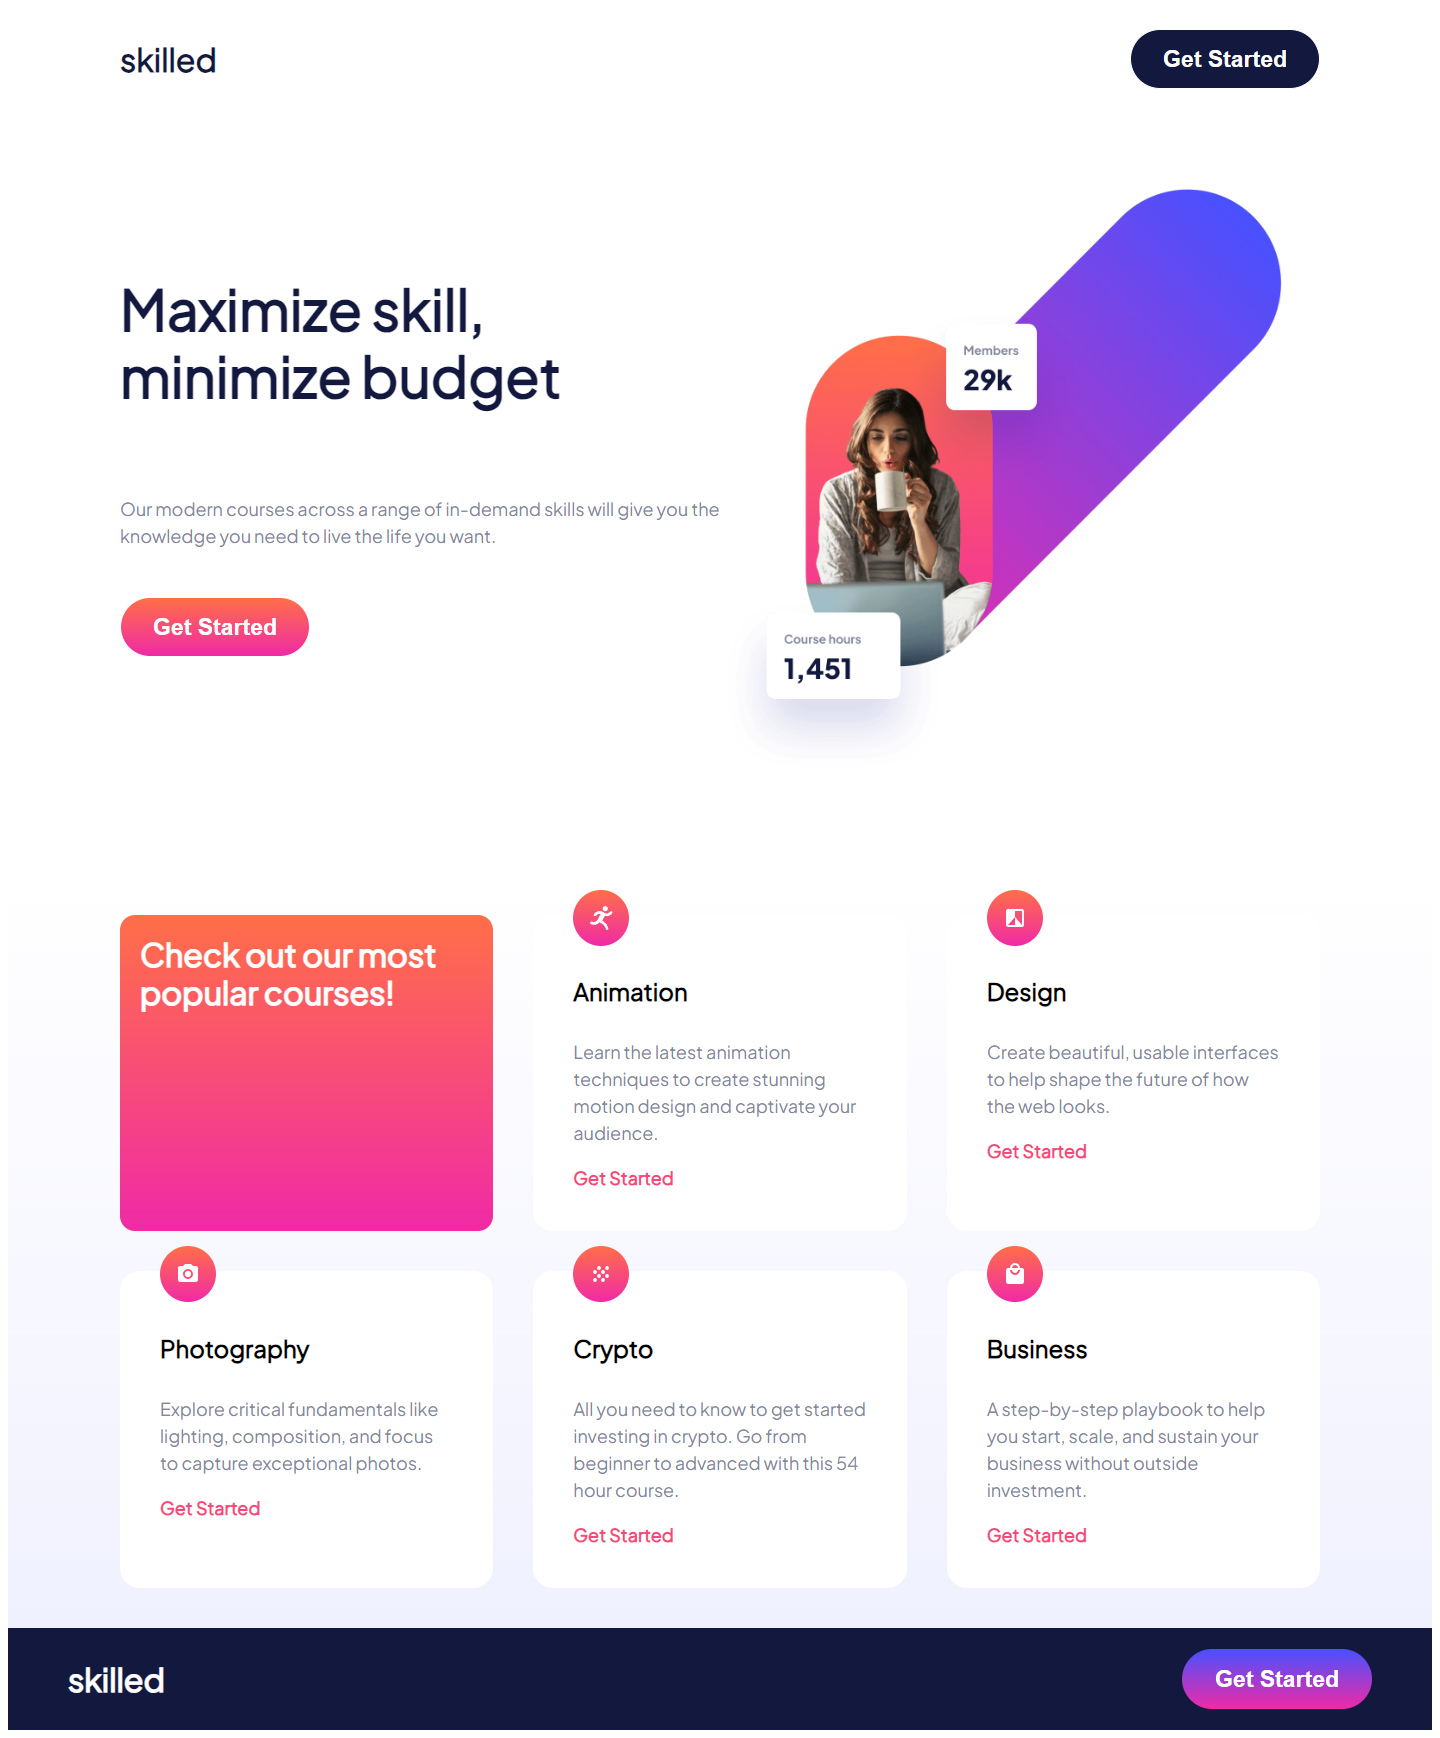 skilled
Get Started
Maximize skill,
minimize budget
Our modern courses across a range of in-demand skills will give you the
knowledge you need to live the life you want.
Get Started
Members
29k
Course hours
1,451
Check out our most
popular courses!
Animation
Learn the latest animation
techniques to create stunning
motion design and captivate your
audience.
Get Started
Design
Create beautiful, usable interfaces
to help shape the future of how
the web looks.
Get Started
Photography
Explore critical fundamentals like
lighting, composition, and focus
to capture exceptional photos.
Get Started
Crypto
All you need to know to get started
investing in crypto. Go from
beginner to advanced with this 54
hour course.
Get Started
Business
A step-by-step playbook to help
you start, scale, and sustain your
business without outside
investment.
Get Started
skilled
Get Started